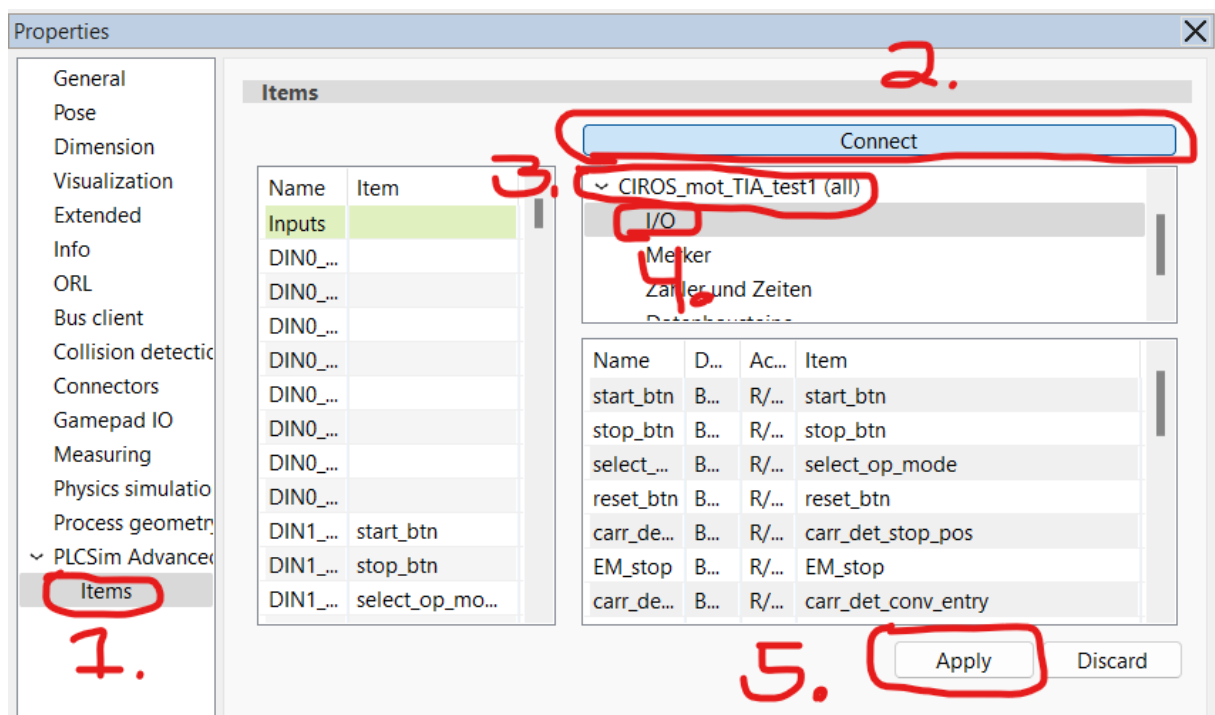 Properties
General
Pose
Dimension
Visualization
Extended
Info
ORL
Bus client
Collision detectic
Connectors
Gamepad IO
Measuring
Physics simulatio
Process geometr
PLCSim Advance
Items
1.
Items
2.
Connect
Name Item
Inputs
DIN0_...
DIN0_...
DIN0_...
DIN0_...
DIN0_...
DIN0_...
DIN0_...
DIN0_...
DIN1_... start_btn
DIN1_... stop_btn
DIN1_... select_op_mo...
3.
CIROS_mot_TIA_test1 (all)
I/O
4.
Merker
Zähler und Zeiten
Name D... Ac... Item
start_btn B... R/... start_btn
stop_btn B... R/... stop_btn
select_... B... R/... select_op_mode
reset_btn B... R/... reset_btn
carr_de... B... R/... carr_det_stop_pos
EM_stop B... R/... EM_stop
carr_de... B... R/... carr_det_conv_entry
5.
Apply Discard